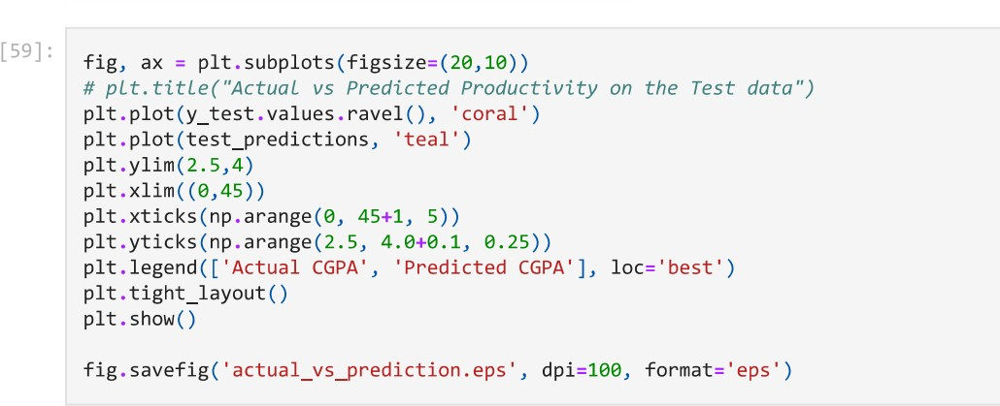 [59]:
fig, ax = plt.subplots(figsize=(20,10))
# plt.title("Actual vs Predicted Productivity on the Test data")
plt.plot(y_test.values.ravel(), 'coral')
plt.plot(test_predictions, 'teal')
plt.ylim(2.5,4)
plt.xlim((0,45))
plt.xticks(np.arange(0, 45+1, 5))
plt.yticks(np.arange(2.5, 4.0+0.1, 0.25))
plt.legend(['Actual CGPA', 'Predicted CGPA'], loc='best')
plt.tight_layout()
plt.show()
fig.savefig('actual_vs_prediction.eps', dpi=100, format='eps')